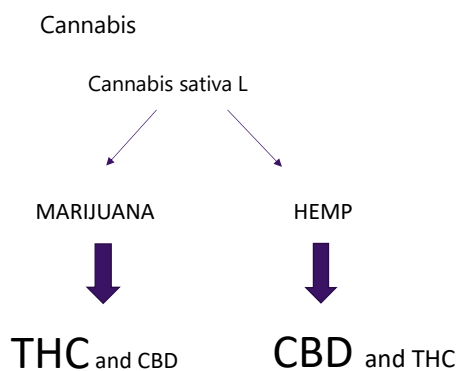 Cannabis
Cannabis sativa L
MARIJUANA HEMP
THC and CBD CBD and THC